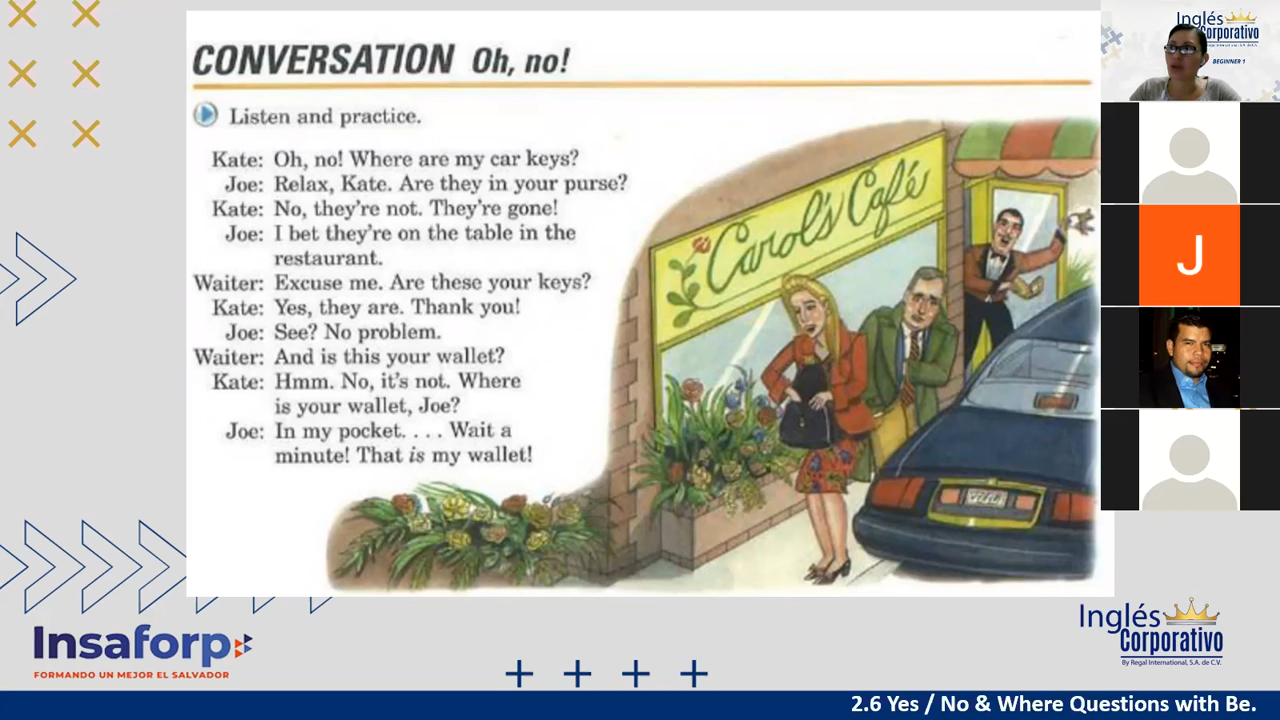 CONVERSATION Oh, no!
Listen and practice.
Kate: Oh, no! Where are my car keys?
Joe: Relax, Kate. Are they in your purse?
Kate: No, they're not. They're gone!
Joe: I bet they're on the table in the
restaurant.
Waiter: Excuse me. Are these your keys?
Kate: Yes, they are. Thank you!
Joe: See? No problem.
Waiter: And is this your wallet?
Kate: Hmm. No, it's not. Where
is your wallet, Joe?
Joe: In my pocket. . . . Wait a
minute! That is my wallet!
Carol's Café
Inglés
Corporativo
BEGINNER 1
J
Insaforp
FORMANDO UN MEJOR EL SALVADOR
Inglés
Corporativo
By Regal International, S.A. de C.V.
2.6 Yes / No & Where Questions with Be.